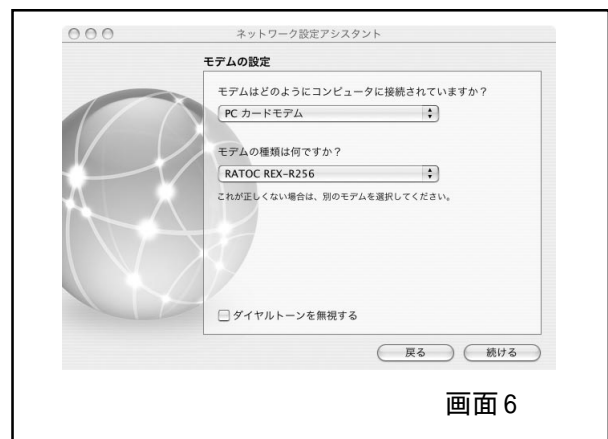 ネットワーク設定アシスタント
モデムの設定
モデムはどのようにコンピュータに接続されていますか？
PC カードモデム
モデムの種類は何ですか？
RATOC REX-R256
これが正しくない場合は、別のモデムを選択してください。
ダイヤルトーンを無視する
戻る 続ける
画面 6